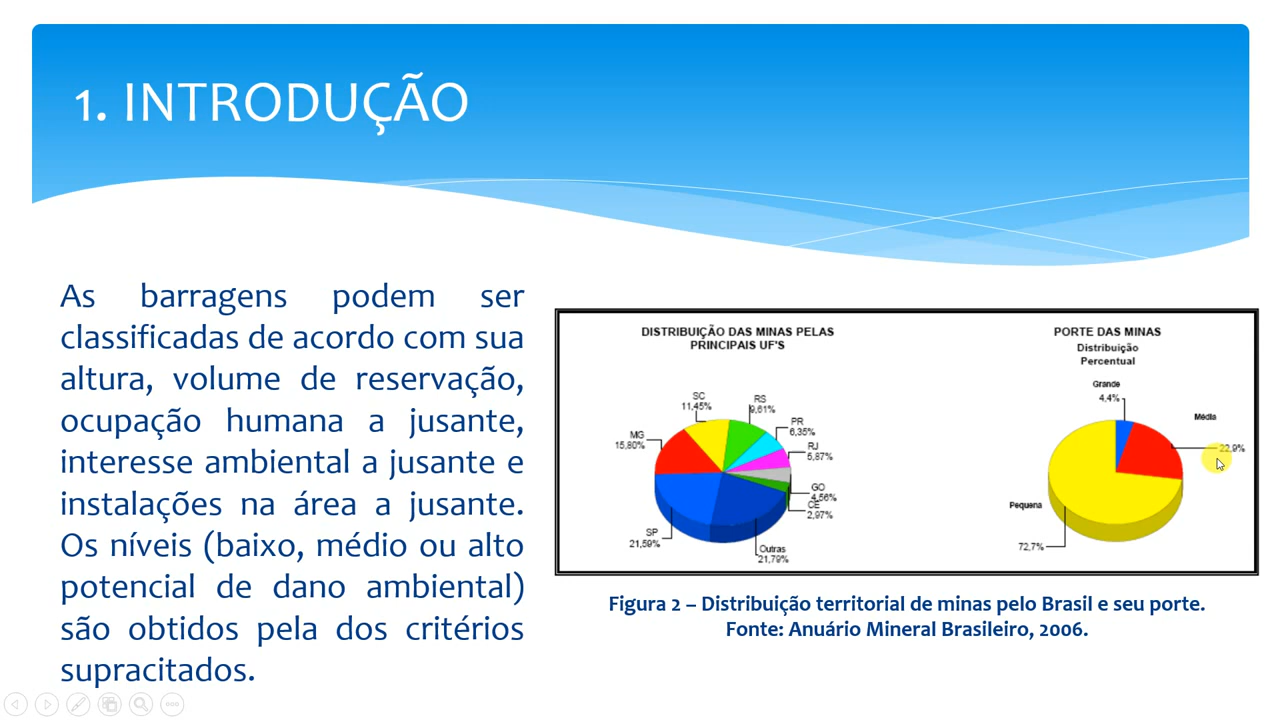 1. INTRODUÇÃO
As barragens podem ser
classificadas de acordo com sua
altura, volume de reservação,
ocupação humana a jusante,
interesse ambiental a jusante e
instalações na área a jusante.
Os níveis (baixo, médio ou alto
potencial de dano ambiental)
são obtidos pela dos critérios
supracitados.
DISTRIBUIÇÃO DAS MINAS PELAS
PRINCIPAIS UF'S
SC
11,45%
RS
9,61%
PR
6,35%
RJ
5,87%
GO
4,56%
CE
2,97%
Outras
21,79%
SP
21,59%
MG
15,80%
PORTE DAS MINAS
Distribuição
Percentual
Grande
4,4%
Média
22,9%
Pequena
72,7%
Figura 2 – Distribuição territorial de minas pelo Brasil e seu porte.
Fonte: Anuário Mineral Brasileiro, 2006.